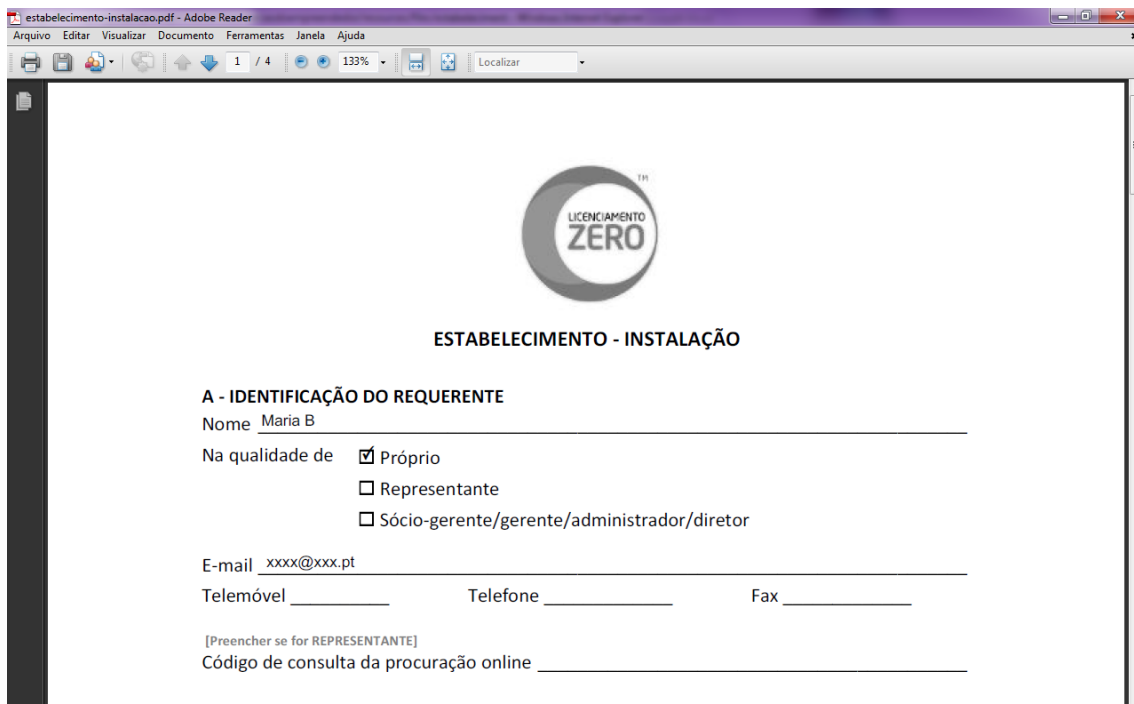 estabelecimento-instalacao.pdf - Adobe Reader
Arquivo Editar Visualizar Documento Ferramentas Janela Ajuda
1 / 4 133% Localizar
TM
LICENCIAMENTO
ZERO
ESTABELECIMENTO - INSTALAÇÃO
A - IDENTIFICAÇÃO DO REQUERENTE
Nome Maria B
Na qualidade de Próprio
Representante
Sócio-gerente/gerente/administrador/diretor
E-mail xxxx@xxx.pt
Telemóvel Telefone Fax
[Preencher se for REPRESENTANTE]
Código de consulta da procuração online